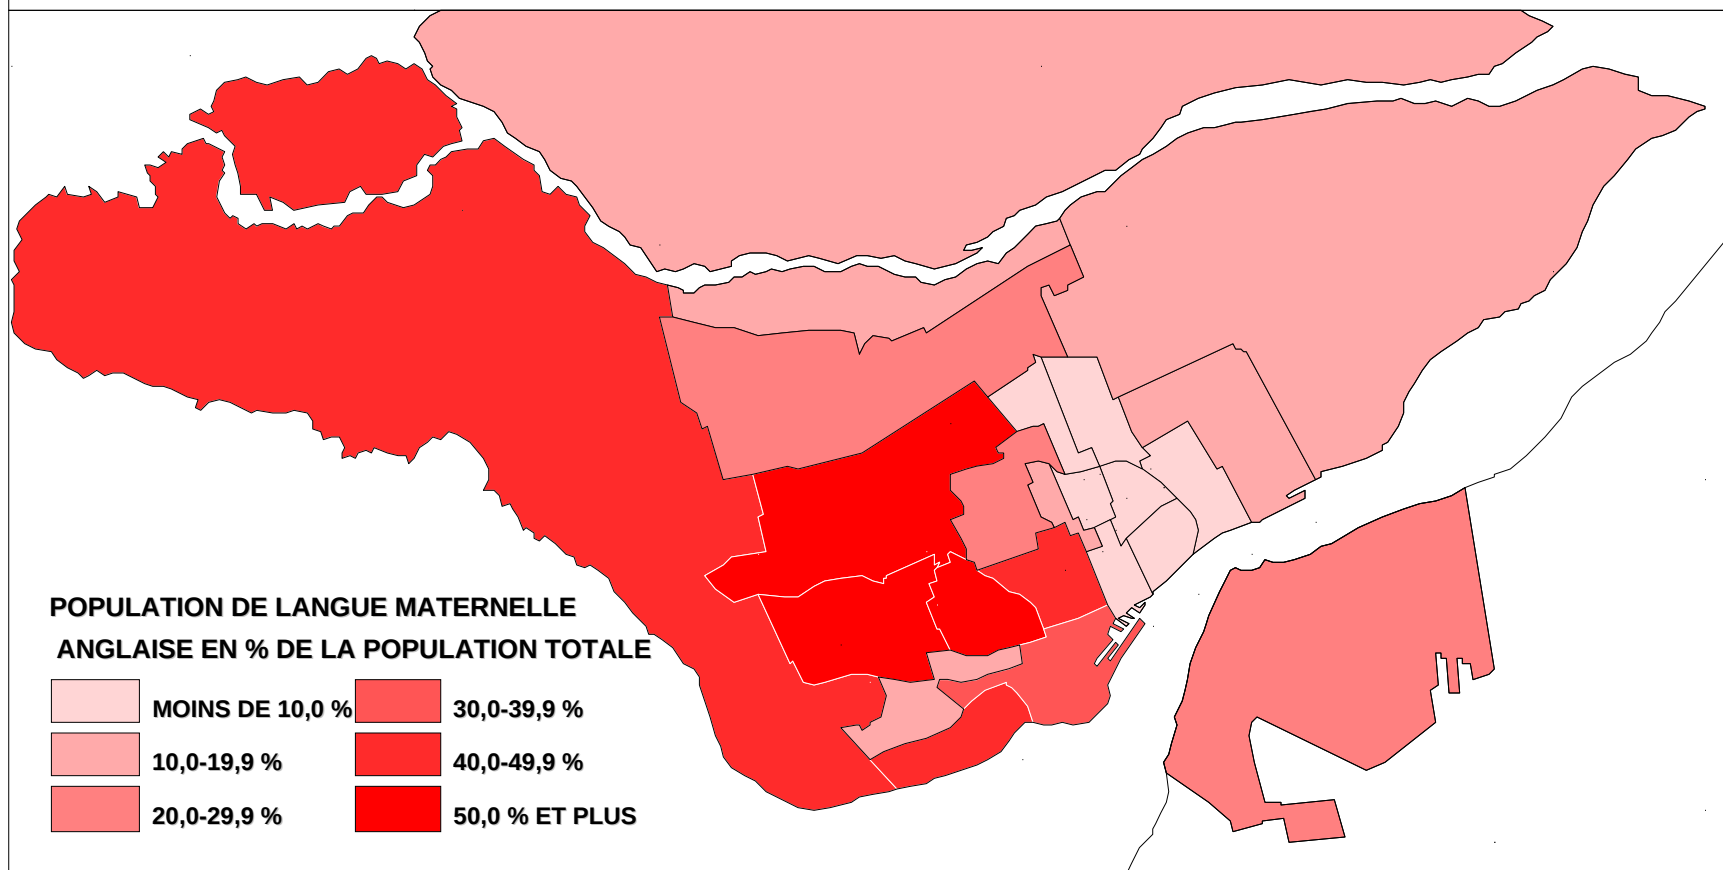 POPULATION DE LANGUE MATERNELLE
ANGLAISE EN % DE LA POPULATION TOTALE
MOINS DE 10,0 %
10,0-19,9 %
20,0-29,9 %
30,0-39,9 %
40,0-49,9 %
50,0 % ET PLUS